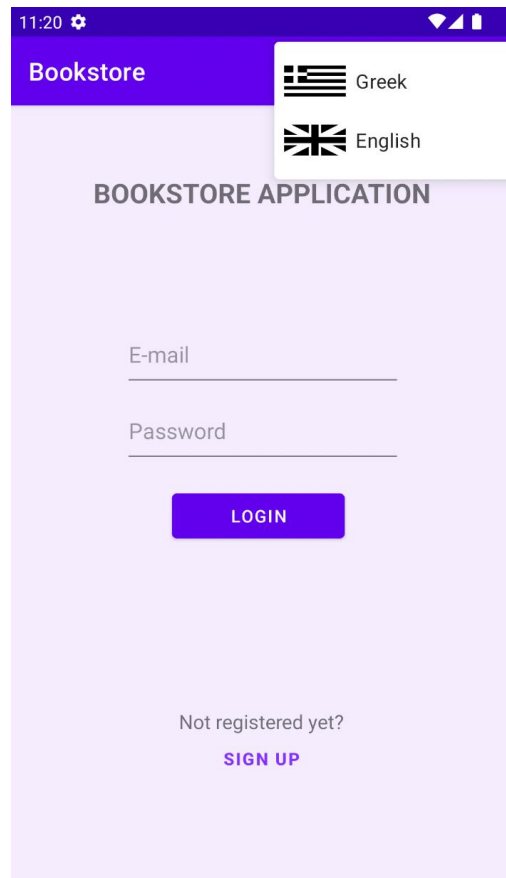 11:20
Bookstore
Greek
English
BOOKSTORE APPLICATION
E-mail
Password
LOGIN
Not registered yet?
SIGN UP